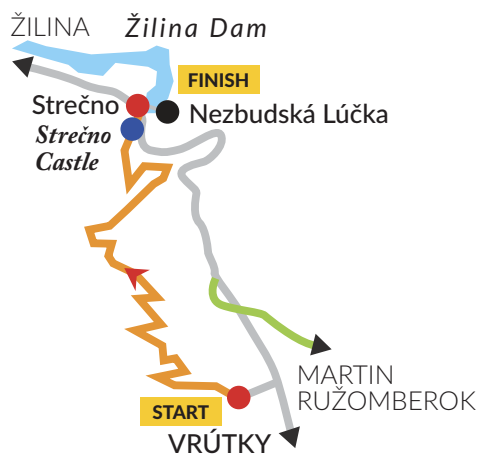 ŽILINA
Žilina Dam
FINISH
Strečno
Nezbudská Lúčka
Strečno
Castle
MARTIN
RUŽOMBEROK
START
VRÚTKY